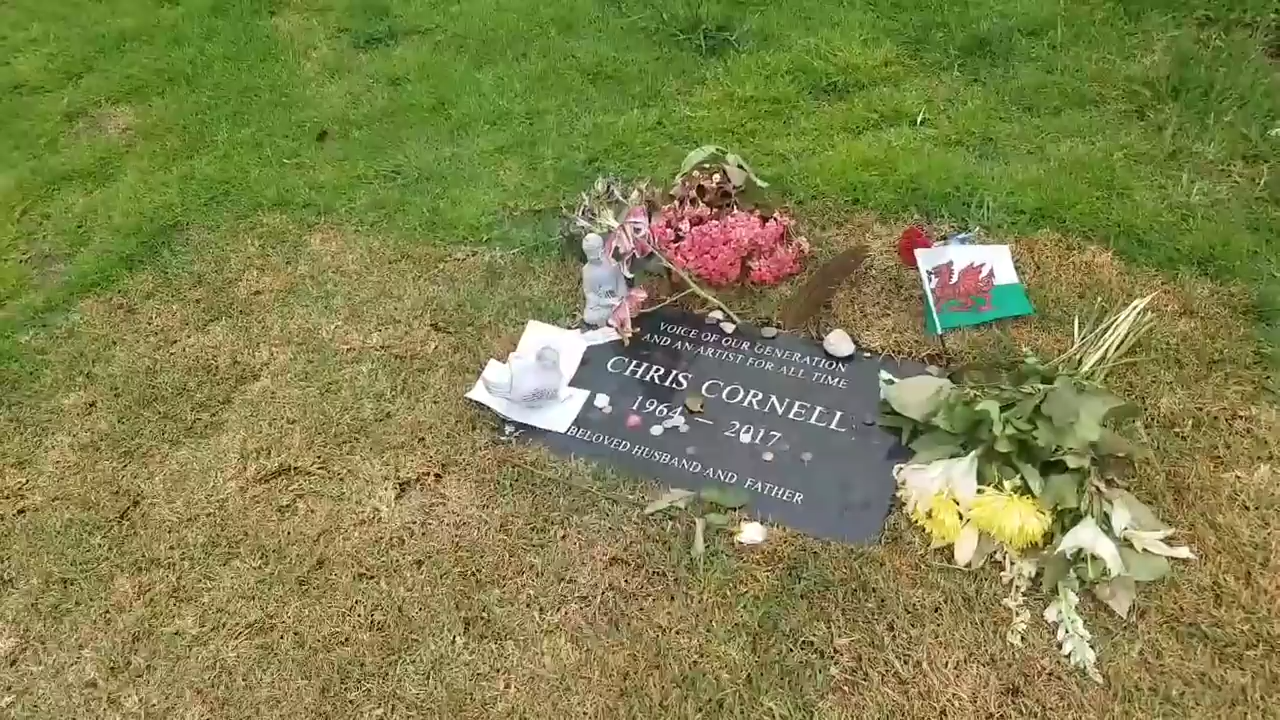 VOICE OF OUR GENERATION
AND AN ARTIST FOR ALL TIME
CHRIS CORNELL
1964 – 2017
BELOVED HUSBAND AND FATHER